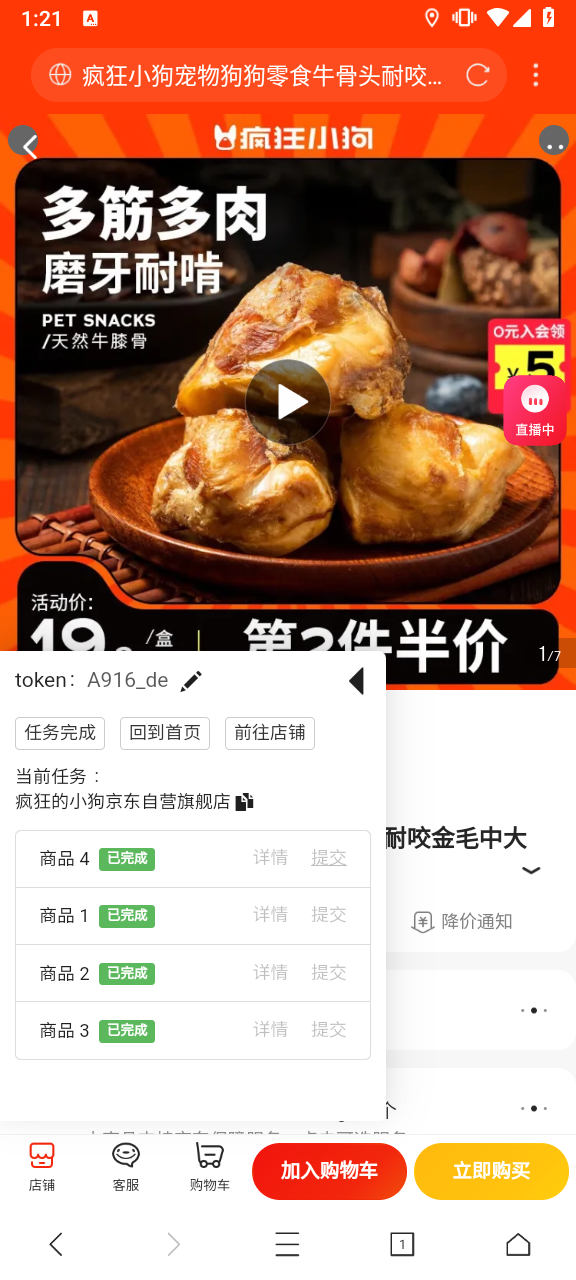 1:21
A
疯狂小狗宠物狗狗零食牛骨头耐咬...
疯狂小狗
多筋多肉
磨牙耐啃
PET SNACKS
/天然牛膝骨
0元入会领
¥5
直播中
活动价:
19
/盒
第2件半价
1/7
token: A916_de
任务完成 回到首页 前往店铺
当前任务：
疯狂的小狗京东自营旗舰店
商品 4 已完成 详情 提交
商品 1 已完成 详情 提交
商品 2 已完成 详情 提交
商品 3 已完成 详情 提交
耐咬金毛中大
降价通知
个
店铺 客服 购物车 加入购物车 立即购买
1